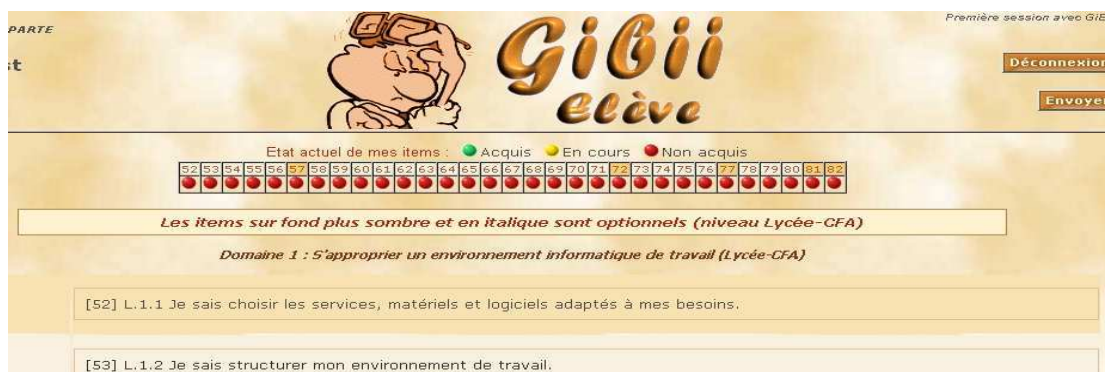 PARTE
Première session avec GiB
st
Gibii
Elève
Déconnexion
Envoyer
Etat actuel de mes items : Acquis En cours Non acquis
52 53 54 55 56 57 58 59 60 61 62 63 64 65 66 67 68 69 70 71 72 73 74 75 76 77 78 79 80 81 82
Les items sur fond plus sombre et en italique sont optionnels (niveau Lycée-CFA)
Domaine 1 : S'approprier un environnement informatique de travail (Lycée-CFA)
[52] L.1.1 Je sais choisir les services, matériels et logiciels adaptés à mes besoins.
[53] L.1.2 Je sais structurer mon environnement de travail.